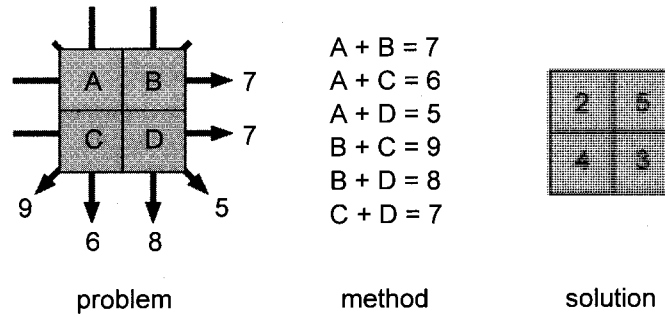 A B 7
C D 7
9 6 8 5
A + B = 7
A + C = 6
A + D = 5
B + C = 9
B + D = 8
C + D = 7
2 5
4 3
problem method solution